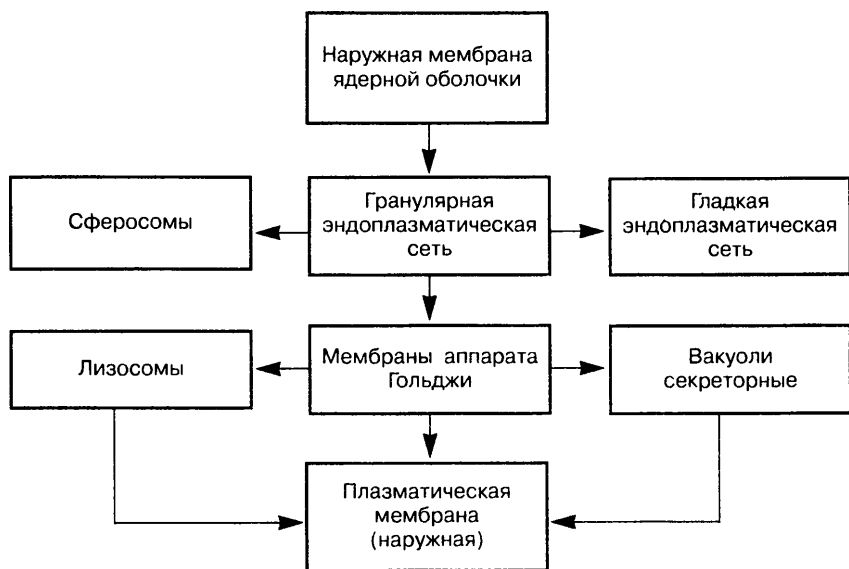 Наружная мембрана
ядерной оболочки
Сферосомы
Гранулярная
эндоплазматическая
сеть
Гладкая
эндоплазматическая
сеть
Лизосомы
Мембраны аппарата
Гольджи
Вакуоли
секреторные
Плазматическая
мембрана
(наружная)